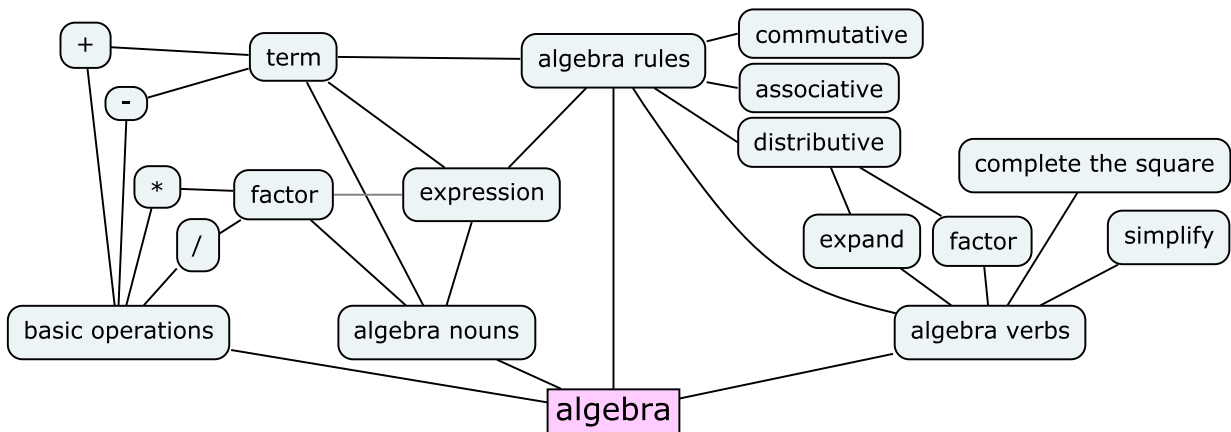 +
term
algebra rules
commutative
-
associative
distributive
complete the square
*
factor
expression
/
expand
factor
simplify
basic operations
algebra nouns
algebra verbs
algebra